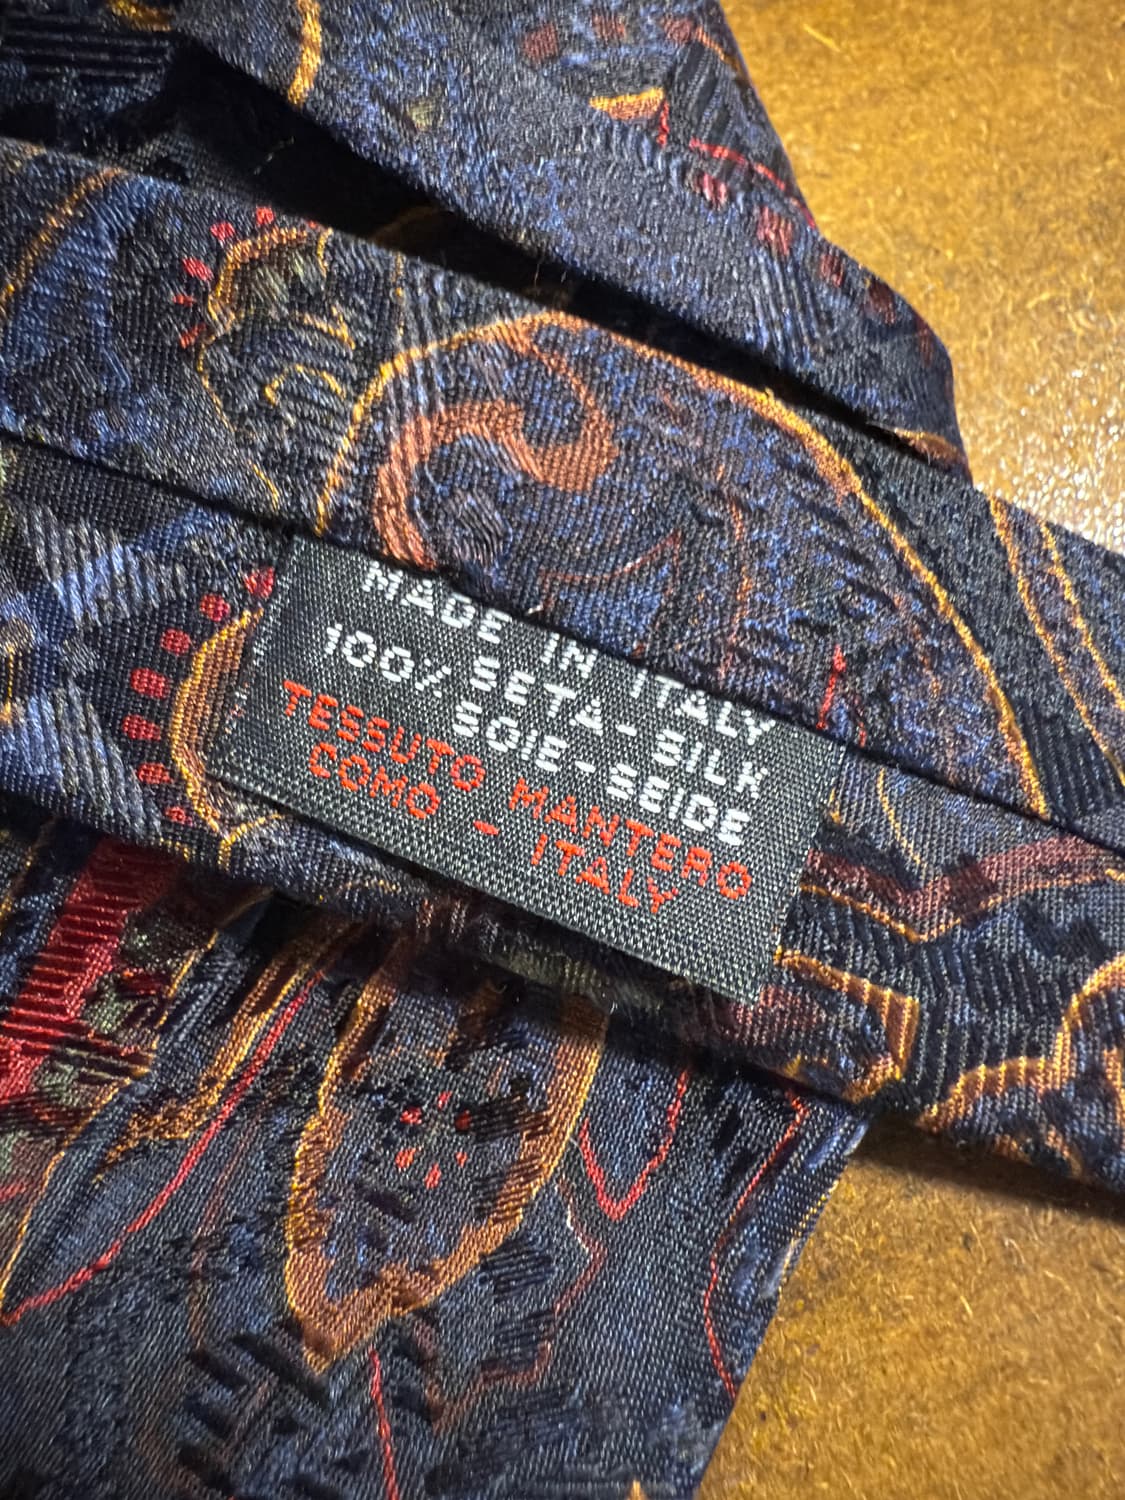 MADE IN ITALY
100% SETA-SILK
SOIE-SEIDE
TESSUTO MANTERO
COMO - ITALY